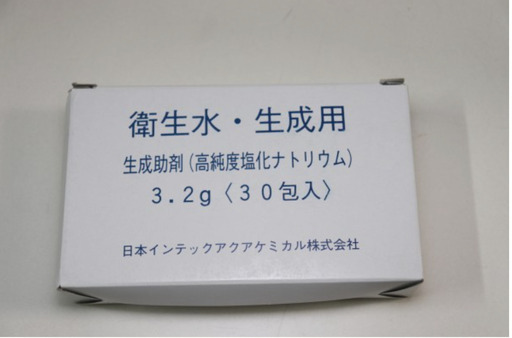 衛生水・生成用
生成助剤(高純度塩化ナトリウム)
3.2g〈30包入〉
日本インテックアクアケミカル株式会社